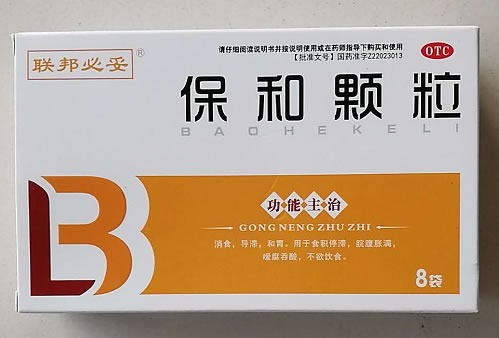 联邦必妥®
请仔细阅读说明书并按说明使用或在药师指导下购买和使用
【批准文号】国药准字Z22023013
OTC
保和颗粒
BAOHEKELI
功能主治
GONG NENG ZHU ZHI
消食，导滞，和胃。用于食积停滞，脘腹胀满，
嗳腐吞酸，不欲饮食。
LB
8袋